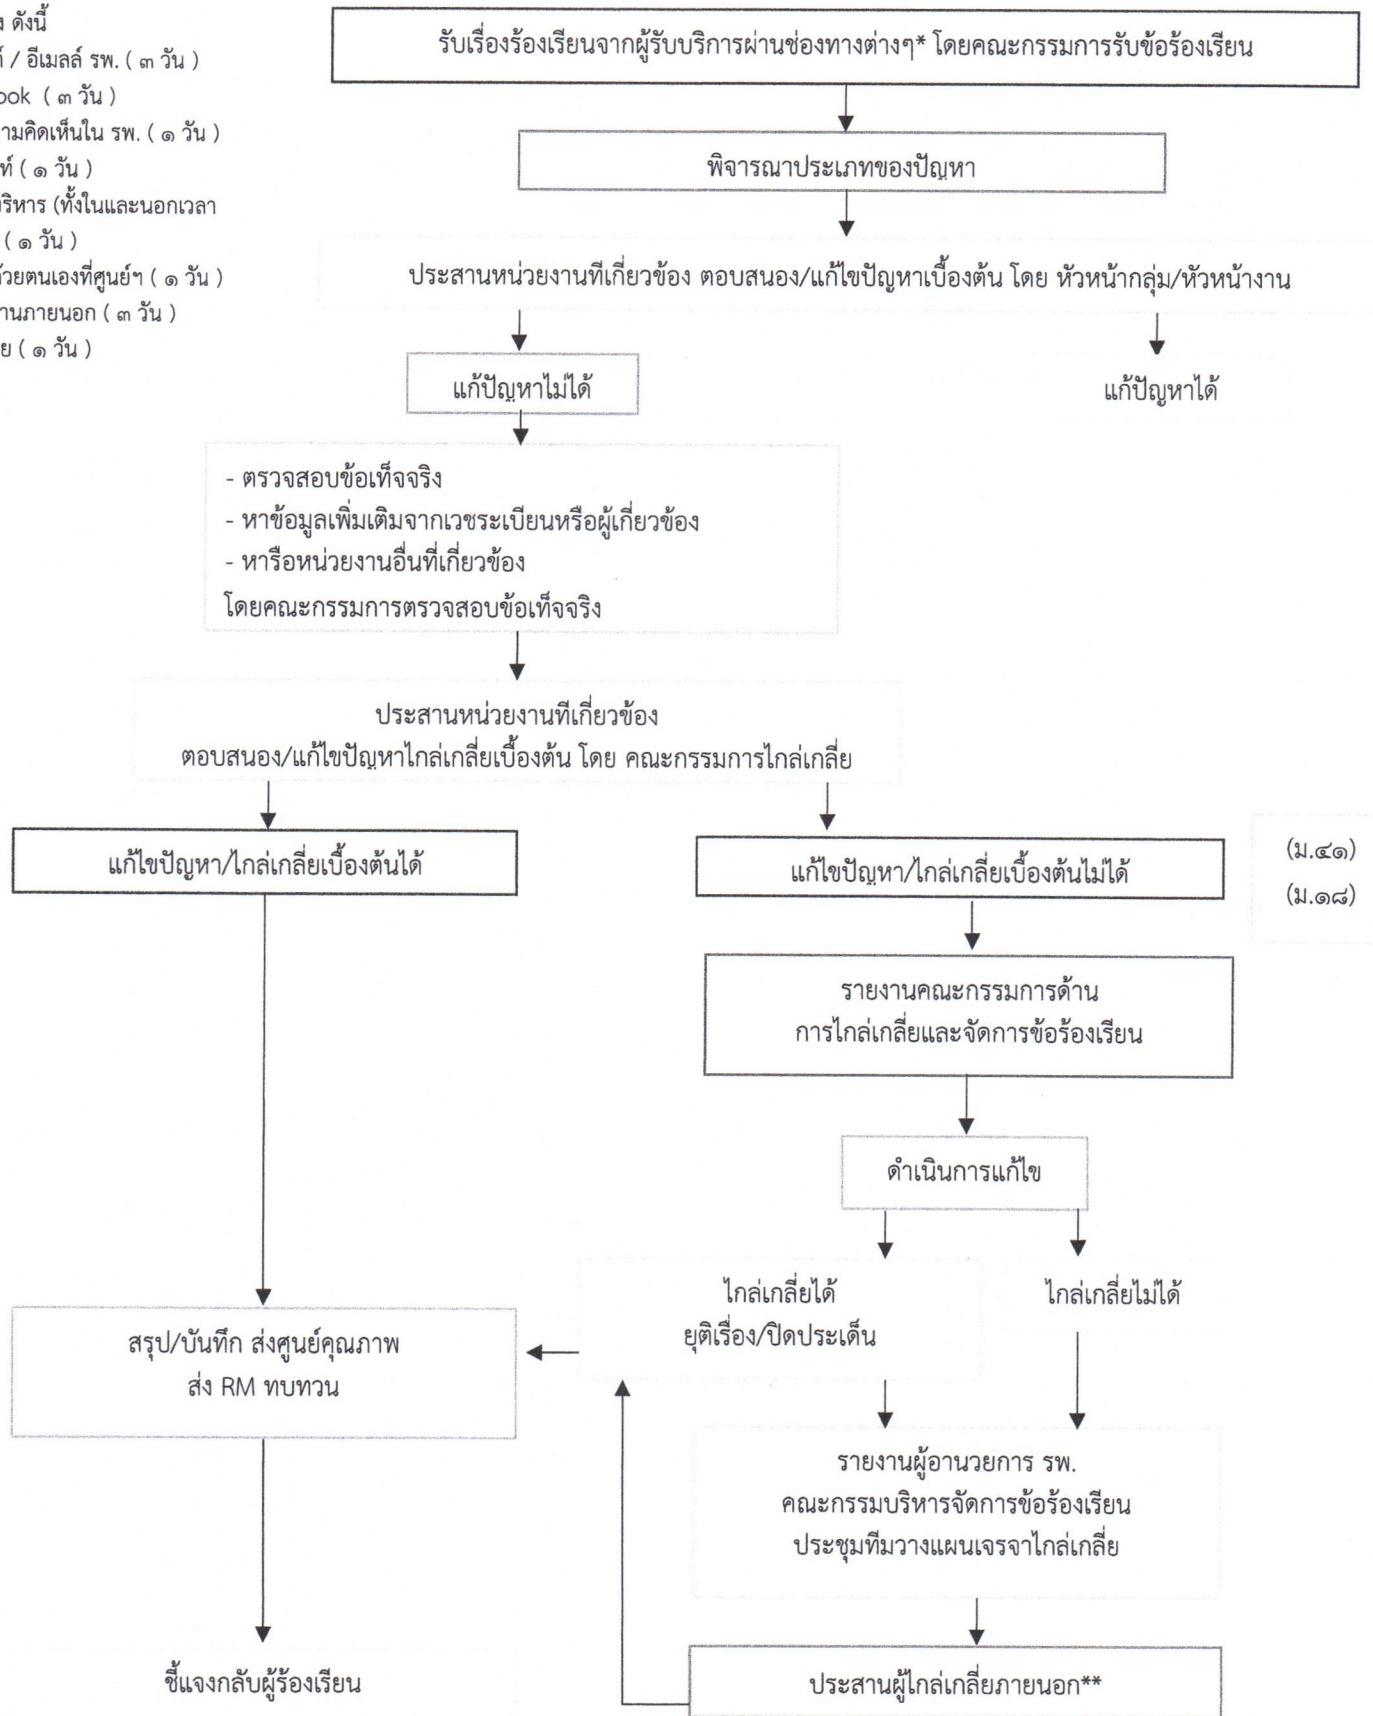 ดังนี้
/ อีเมลล์ รพ. ( ๓ วัน )
ook ( ๓ วัน )
ามคิดเห็นใน รพ. ( ๑ วัน )
ท์ ( ๑ วัน )
ริหาร (ทั้งในและนอกเวลา
( ๑ วัน )
ด้วยตนเองที่ศูนย์ฯ ( ๑ วัน )
านภายนอก ( ๓ วัน )
ย ( ๑ วัน )
รับเรื่องร้องเรียนจากผู้รับบริการผ่านช่องทางต่างๆ* โดยคณะกรรมการรับข้อร้องเรียน
พิจารณาประเภทของปัญหา
ประสานหน่วยงานทีเกี่ยวข้อง ตอบสนอง/แก้ไขปัญหาเบื้องต้น โดย หัวหน้ากลุ่ม/หัวหน้างาน
แก้ปัญหาไม่ได้
แก้ปัญหาได้
- ตรวจสอบข้อเท็จจริง
- หาข้อมูลเพิ่มเติมจากเวชระเบียนหรือผู้เกี่ยวข้อง
- หารือหน่วยงานอื่นที่เกี่ยวข้อง
โดยคณะกรรมการตรวจสอบข้อเท็จจริง
ประสานหน่วยงานทีเกี่ยวข้อง
ตอบสนอง/แก้ไขปัญหาไกล่เกลี่ยเบื้องต้น โดย คณะกรรมการไกล่เกลี่ย
แก้ไขปัญหา/ไกล่เกลี่ยเบื้องต้นได้
แก้ไขปัญหา/ไกล่เกลี่ยเบื้องต้นไม่ได้
(ม.๔๑)
(ม.๑๘)
รายงานคณะกรรมการด้าน
การไกล่เกลี่ยและจัดการข้อร้องเรียน
ดำเนินการแก้ไข
ไกล่เกลี่ยได้
ยุติเรื่อง/ปิดประเด็น
ไกล่เกลี่ยไม่ได้
สรุป/บันทึก ส่งศูนย์คุณภาพ
ส่ง RM ทบทวน
รายงานผู้อำนวยการ รพ.
คณะกรรมบริหารจัดการข้อร้องเรียน
ประชุมทีมวางแผนเจรจาไกล่เกลี่ย
ชี้แจงกลับผู้ร้องเรียน
ประสานผู้ไกล่เกลี่ยภายนอก**